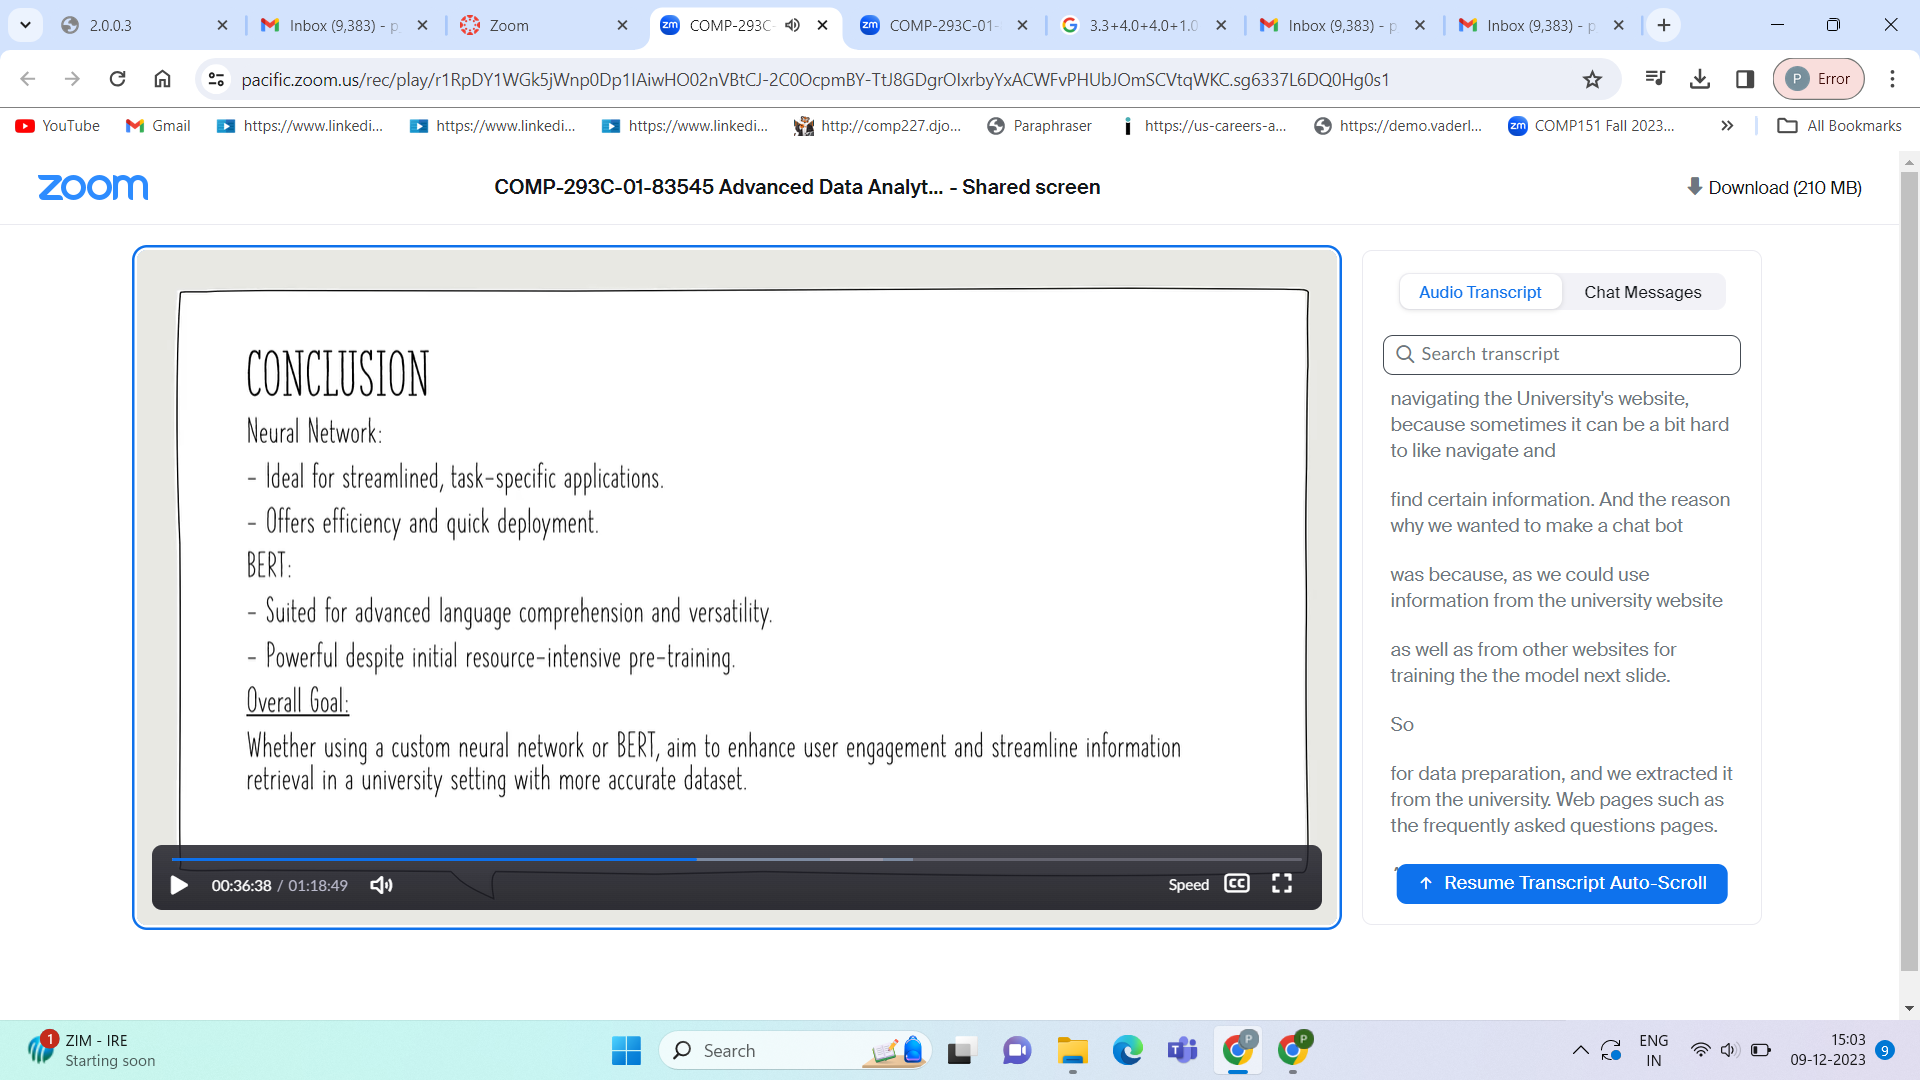 2.0.0.3
Inbox (9,383) - p
Zoom
COMP-293C-
COMP-293C-01-
3.3+4.0+4.0+1.0
Inbox (9,383) - p
Inbox (9,383) - p
pacific.zoom.us/rec/play/r1RpDY1WGk5jWnp0Dp1IAiwHO02nVBtCJ-2C0OcpmBY-TtJ8GDgrOIxrbyYxACWFvPHUbJOmSCVtqWKC.sg6337L6DQ0Hg0s1
P Error
YouTube
Gmail
https://www.linkedi...
https://www.linkedi...
https://www.linkedi...
http://comp227.djo...
Paraphraser
https://us-careers-a...
https://demo.vaderl...
COMP151 Fall 2023...
All Bookmarks
zoom
COMP-293C-01-83545 Advanced Data Analyt... - Shared screen
Download (210 MB)
CONCLUSION
Neural Network:
- Ideal for streamlined, task-specific applications.
- Offers efficiency and quick deployment.
BERT:
- Suited for advanced language comprehension and versatility.
- Powerful despite initial resource-intensive pre-training.
Overall Goal:
Whether using a custom neural network or BERT, aim to enhance user engagement and streamline information
retrieval in a university setting with more accurate dataset.
00:36:38 / 01:18:49
Speed
CC
Audio Transcript
Chat Messages
Search transcript
navigating the University's website,
because sometimes it can be a bit hard
to like navigate and
find certain information. And the reason
why we wanted to make a chat bot
was because, as we could use
information from the university website
as well as from other websites for
training the the model next slide.
So
for data preparation, and we extracted it
from the university. Web pages such as
the frequently asked questions pages.
Resume Transcript Auto-Scroll
1
ZIM - IRE
Starting soon
Search
ENG
IN
15:03
09-12-2023
9